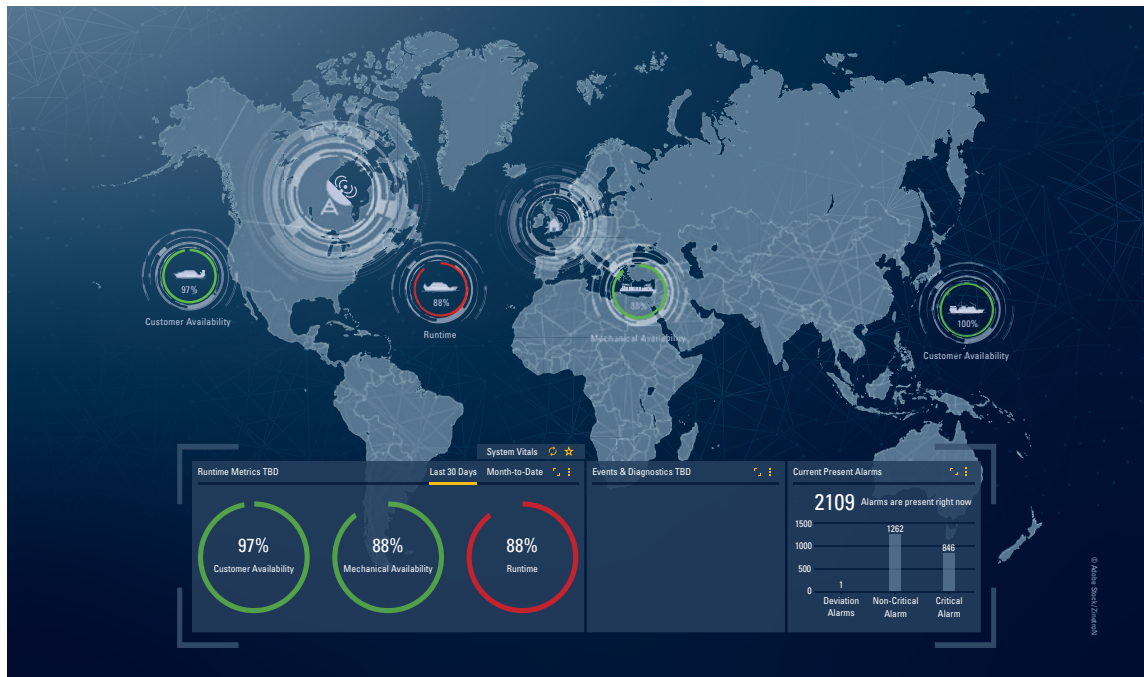 97%
Customer Availability
88%
Runtime
88%
Mechanical Availability
100%
Customer Availability
System Vitals
Runtime Metrics TBD
Last 30 Days
Month-to-Date
97%
Customer Availability
88%
Mechanical Availability
88%
Runtime
Events & Diagnostics TBD
Current Present Alarms
2109 Alarms are present right now
1500
1000
500
0
1
1262
846
Deviation
Alarms
Non-Critical
Alarm
Critical
Alarm
© Adobe Stock/ZinetroN